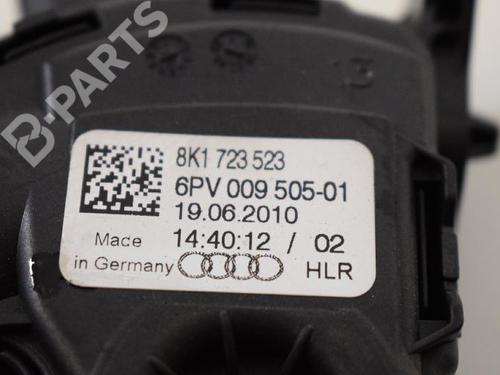 B-PARTS
13
8K1 723 523
6PV 009 505-01
19.06.2010
Made 14:40:12 / 02
in Germany HLR